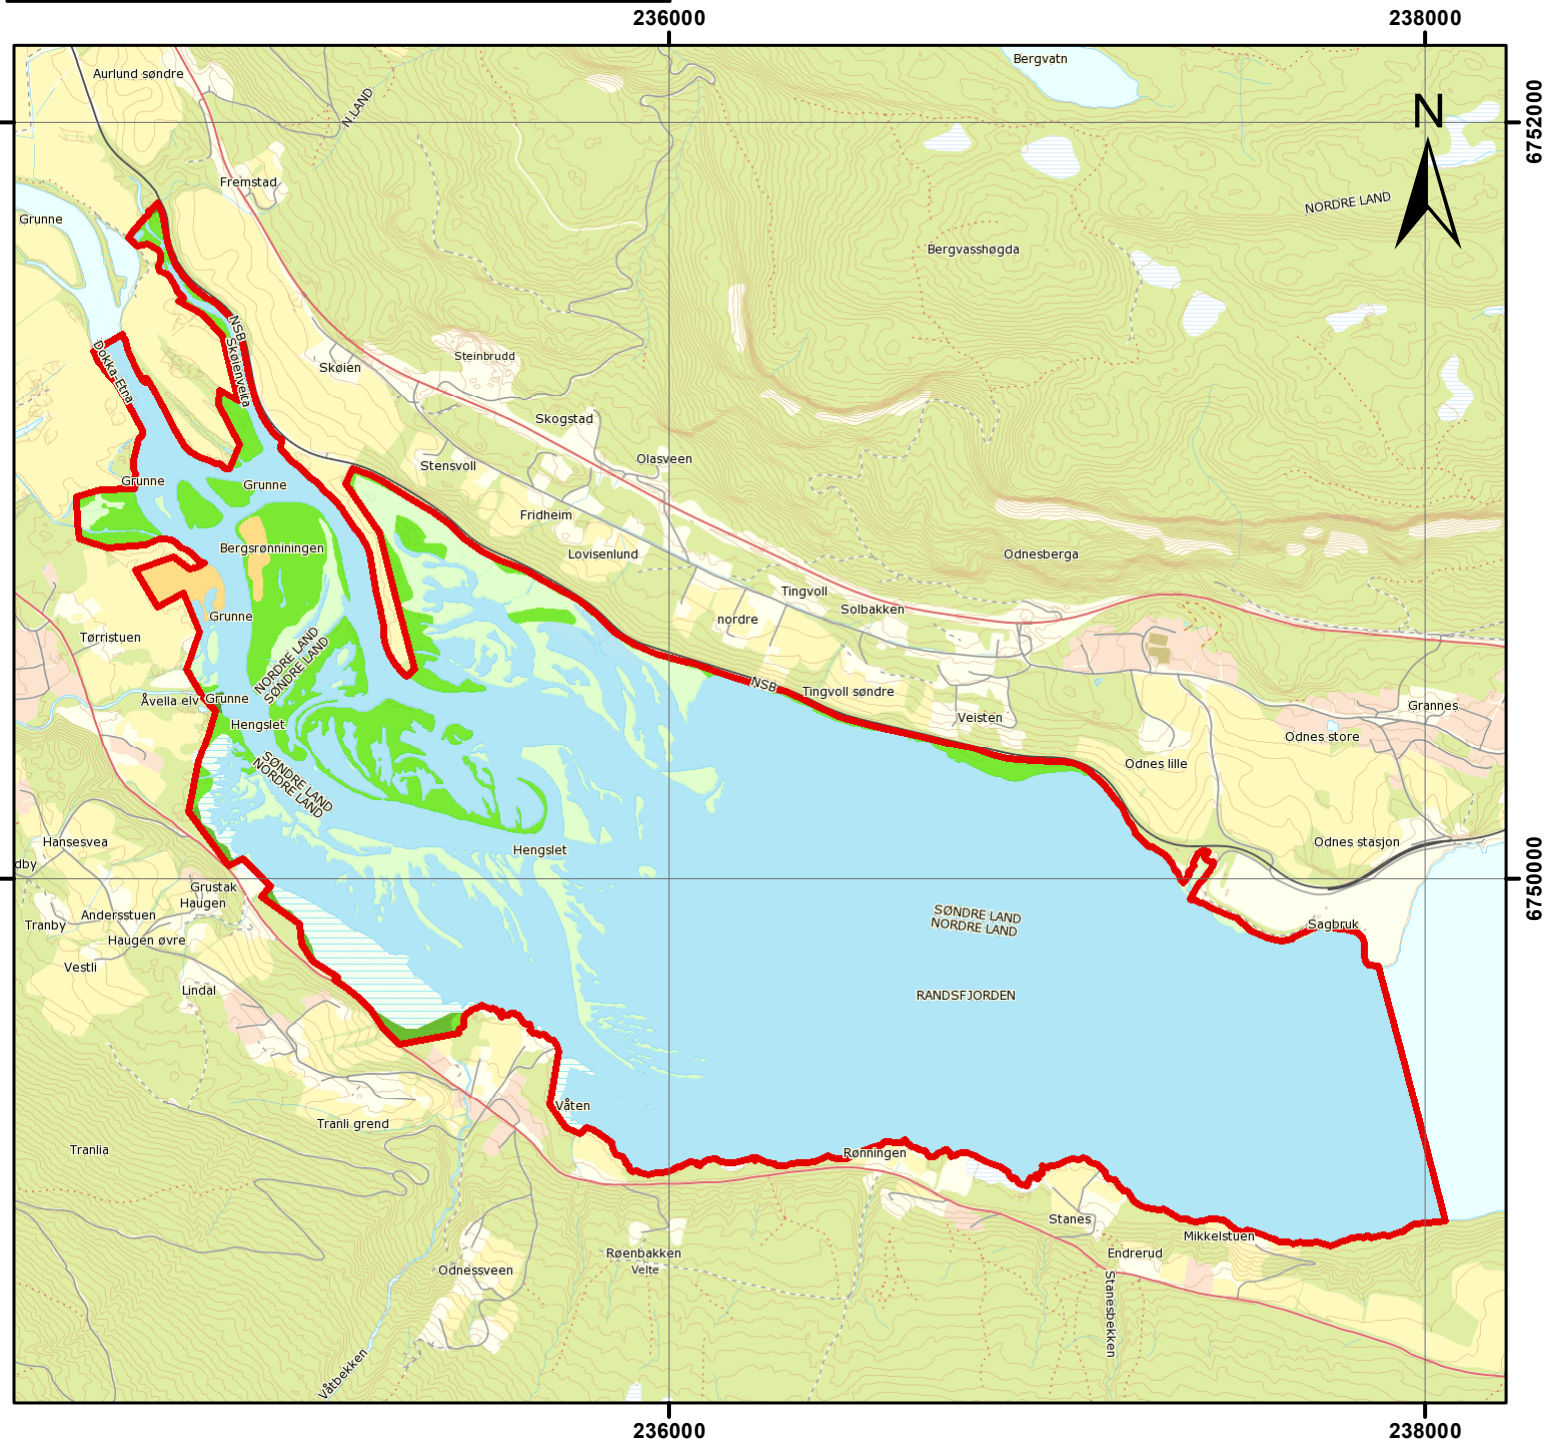 236000
238000
Bergvatn
Aurlund søndre
N.LAND
N
6752000
Fremstad
NORDRE LAND
Grunne
Bergvasshøgda
NSB
Skøienveita
Dokka-Etna
Steinbrudd
Skøien
Skogstad
Olasveen
Stensvoll
Grunne
Grunne
Fridheim
Bergsrønningen
Lovisenlund
Odnesberga
Tingvoll
Solbakken
Grunne
nordre
Tørristuen
NORDRE LAND
SØNDRE LAND
NSB
Tingvoll søndre
Åvella elv
Grunne
Grannes
Hengslet
Veisten
Odnes store
SØNDRE LAND
NORDRE LAND
Odnes lille
Hansesvea
Odnes stasjon
Hengslet
dby
6750000
Grustak
Haugen
Andersstuen
SØNDRE LAND
NORDRE LAND
Tranby
Sagbruk
Haugen øvre
Vestli
Lindal
RANDSFJORDEN
Våten
Tranli grend
Tranlia
Rønningen
Stanes
Mikkelstuen
Røenbakken
Endrerud
Velte
Odnessveen
Stanesbekken
Våtbekken
236000
238000